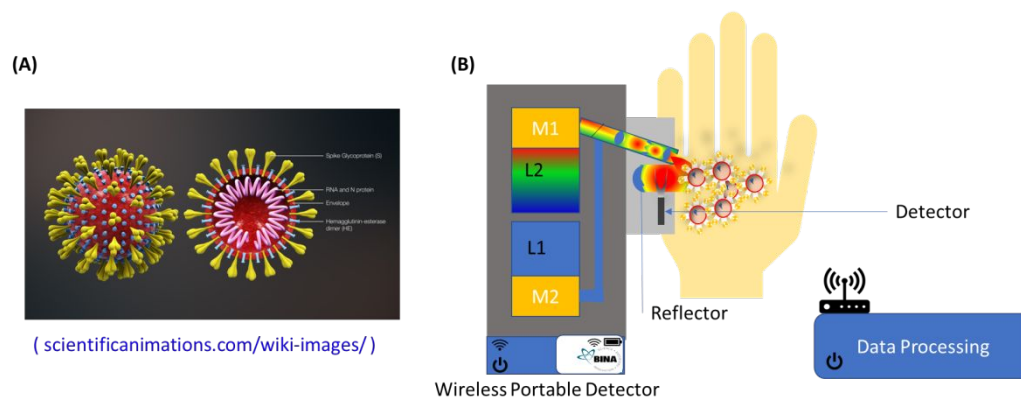 (A)
Spike Glycoprotein (S)
RNA and N protein
Envelope
Hemagglutinin-esterase
dimer (HE)
( scientificanimations.com/wiki-images/ )
(B)
M1
L2
L1
M2
BINA
Wireless Portable Detector
Detector
Reflector
Data Processing